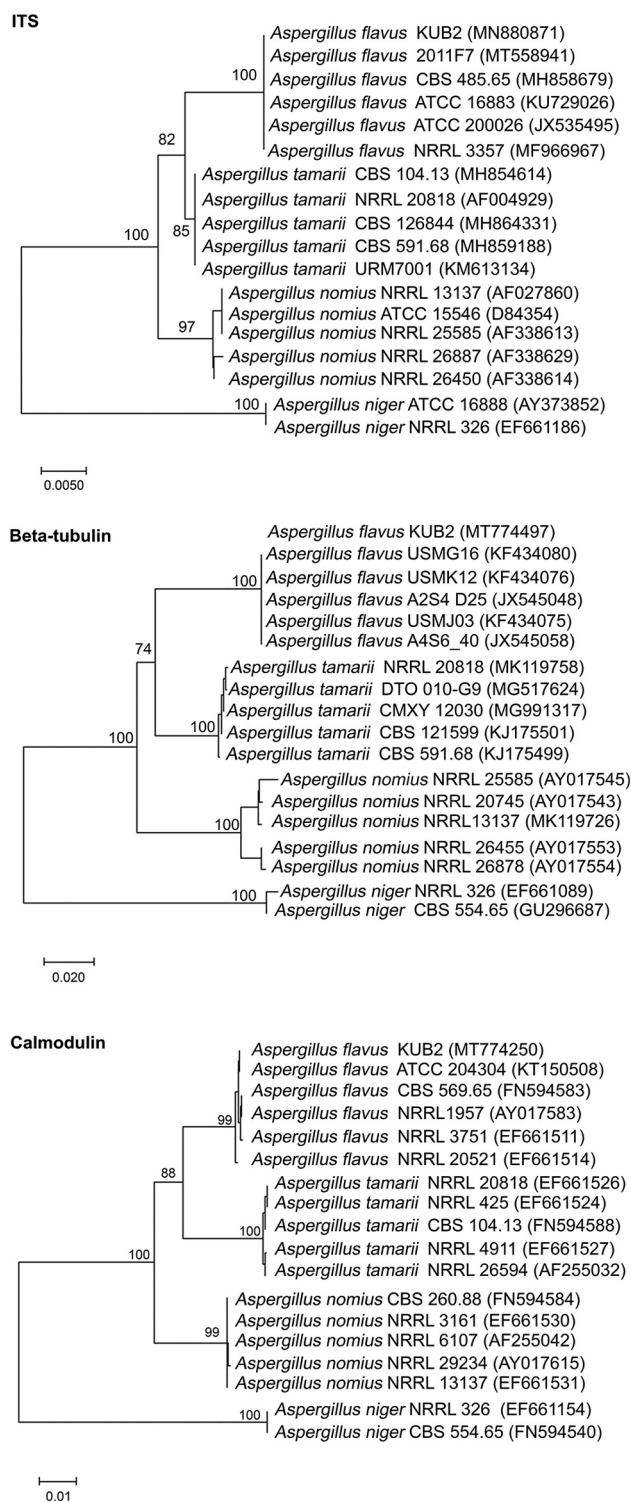 ITS
Aspergillus flavus KUB2 (MN880871)
Aspergillus flavus 2011F7 (MT558941)
Aspergillus flavus CBS 485.65 (MH858679)
100
Aspergillus flavus ATCC 16883 (KU729026)
Aspergillus flavus ATCC 200026 (JX535495)
82
Aspergillus flavus NRRL 3357 (MF966967)
Aspergillus tamarii CBS 104.13 (MH854614)
Aspergillus tamarii NRRL 20818 (AF004929)
Aspergillus tamarii CBS 126844 (MH864331)
85
100
Aspergillus tamarii CBS 591.68 (MH859188)
Aspergillus tamarii URM7001 (KM613134)
Aspergillus nomius NRRL 13137 (AF027860)
Aspergillus nomius ATCC 15546 (D84354)
97
Aspergillus nomius NRRL 25585 (AF338613)
Aspergillus nomius NRRL 26887 (AF338629)
Aspergillus nomius NRRL 26450 (AF338614)
100
Aspergillus niger ATCC 16888 (AY373852)
Aspergillus niger NRRL 326 (EF661186)
0.0050
Beta-tubulin
Aspergillus flavus KUB2 (MT774497)
Aspergillus flavus USMG16 (KF434080)
100
Aspergillus flavus USMK12 (KF434076)
Aspergillus flavus A2S4 D25 (JX545048)
Aspergillus flavus USMJ03 (KF434075)
Aspergillus flavus A4S6_40 (JX545058)
74
Aspergillus tamarii NRRL 20818 (MK119758)
Aspergillus tamarii DTO 010-G9 (MG517624)
Aspergillus tamarii CMXY 12030 (MG991317)
100
Aspergillus tamarii CBS 121599 (KJ175501)
100
Aspergillus tamarii CBS 591.68 (KJ175499)
Aspergillus nomius NRRL 25585 (AY017545)
Aspergillus nomius NRRL 20745 (AY017543)
100
Aspergillus nomius NRRL13137 (MK119726)
Aspergillus nomius NRRL 26455 (AY017553)
Aspergillus nomius NRRL 26878 (AY017554)
100
Aspergillus niger NRRL 326 (EF661089)
Aspergillus niger CBS 554.65 (GU296687)
0.020
Calmodulin
Aspergillus flavus KUB2 (MT774250)
Aspergillus flavus ATCC 204304 (KT150508)
Aspergillus flavus CBS 569.65 (FN594583)
99
Aspergillus flavus NRRL1957 (AY017583)
Aspergillus flavus NRRL 3751 (EF661511)
Aspergillus flavus NRRL 20521 (EF661514)
88
Aspergillus tamarii NRRL 20818 (EF661526)
Aspergillus tamarii NRRL 425 (EF661524)
100
Aspergillus tamarii CBS 104.13 (FN594588)
100
Aspergillus tamarii NRRL 4911 (EF661527)
Aspergillus tamarii NRRL 26594 (AF255032)
Aspergillus nomius CBS 260.88 (FN594584)
Aspergillus nomius NRRL 3161 (EF661530)
99
Aspergillus nomius NRRL 6107 (AF255042)
Aspergillus nomius NRRL 29234 (AY017615)
Aspergillus nomius NRRL 13137 (EF661531)
100
Aspergillus niger NRRL 326 (EF661154)
Aspergillus niger CBS 554.65 (FN594540)
0.01